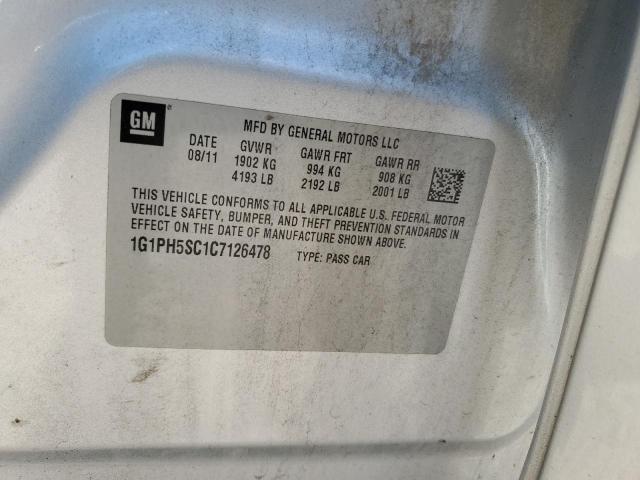 GM ®
MFD BY GENERAL MOTORS LLC
DATE GVWR GAWR FRT GAWR RR
08/11 1902 KG 994 KG 908 KG
4193 LB 2192 LB 2001 LB
THIS VEHICLE CONFORMS TO ALL APPLICABLE U.S. FEDERAL MOTOR
VEHICLE SAFETY, BUMPER, AND THEFT PREVENTION STANDARDS IN
EFFECT ON THE DATE OF MANUFACTURE SHOWN ABOVE.
1G1PH5SC1C7126478 TYPE: PASS CAR